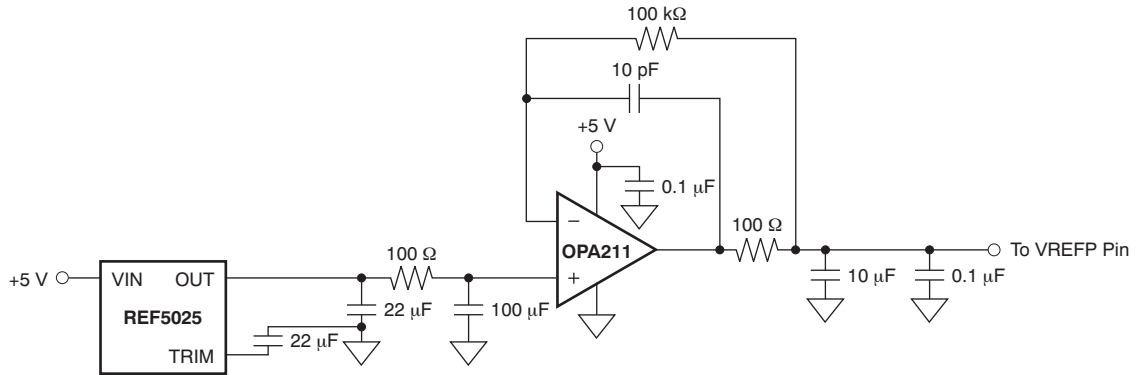 100 kΩ
10 pF
+5 V
0.1 µF
−
OPA211
+
100 Ω
To VREFP Pin
10 µF
0.1 µF
100 Ω
+5 V
VIN
OUT
REF5025
TRIM
22 µF
22 µF
100 µF